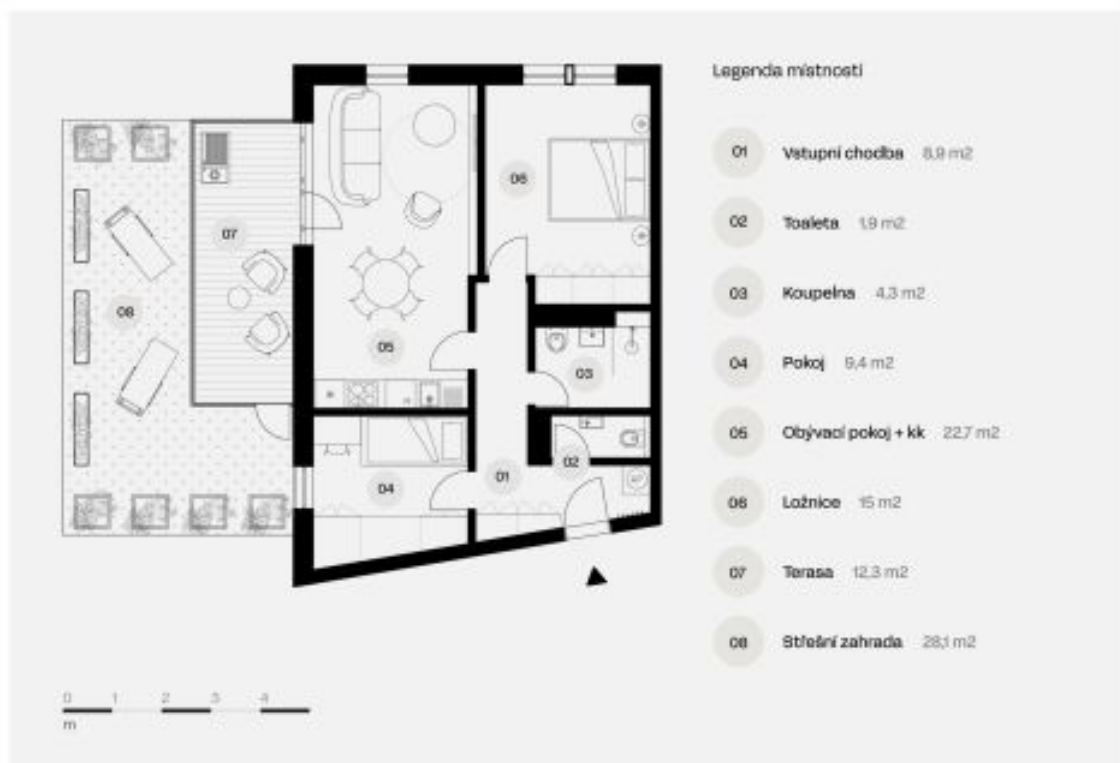 Legenda místností
01 Vstupní chodba 8,9 m2
02 Toaleta 1,9 m2
03 Koupelna 4,3 m2
04 Pokoj 9,4 m2
05 Obývací pokoj + kk 22,7 m2
06 Ložnice 15 m2
07 Terasa 12,3 m2
08 Střešní zahrada 28,1 m2
06
07
08
05
03
02
01
04
0 1 2 3 4
m